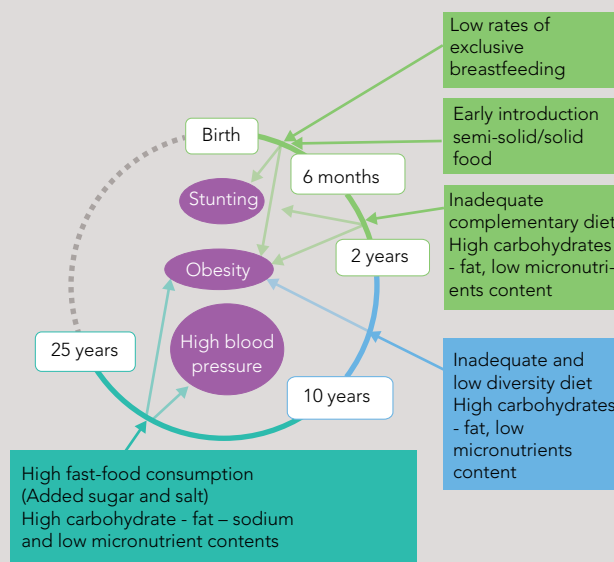 Low rates of
exclusive
breastfeeding
Early introduction
semi-solid/solid
food
Birth
6 months
Stunting
Inadequate
complementary diet
High carbohydrates
- fat, low micronutri-
ents content
2 years
Obesity
High blood
pressure
25 years
10 years
Inadequate and
low diversity diet
High carbohydrates
- fat, low
micronutrients
content
High fast-food consumption
(Added sugar and salt)
High carbohydrate - fat – sodium
and low micronutrient contents